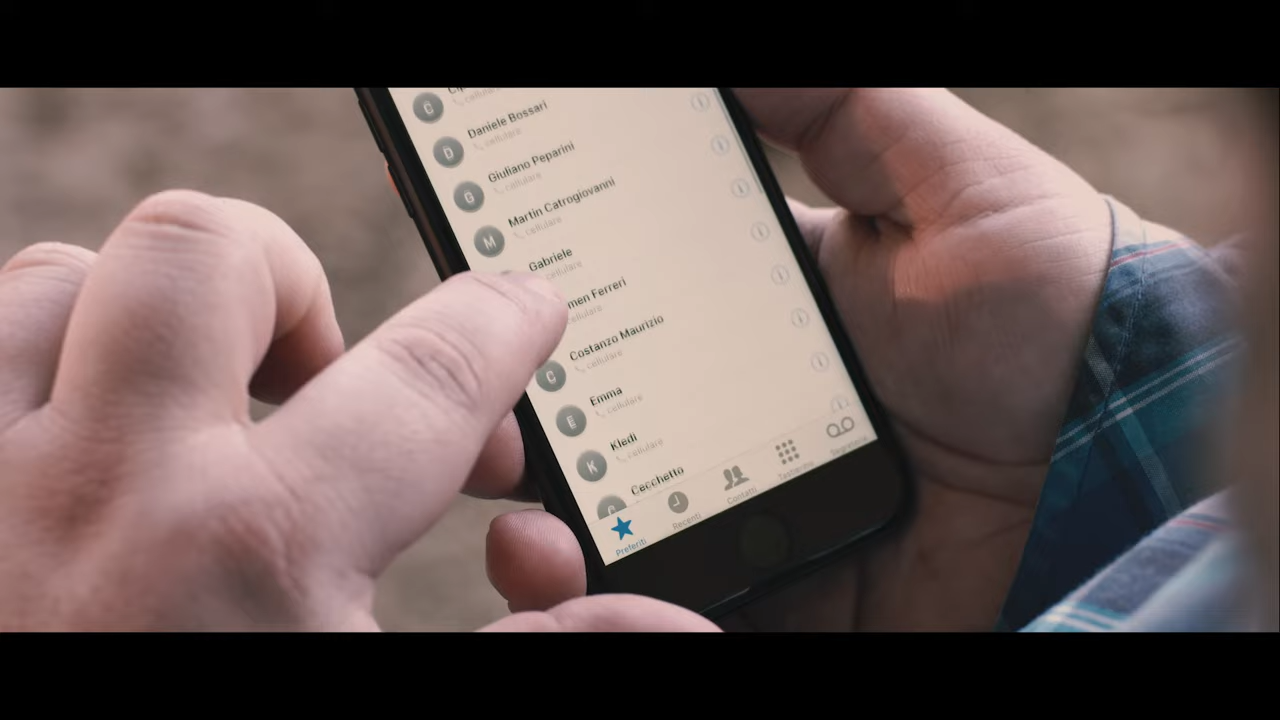 C
D
Daniele Bossari
cellulare
G
Giuliano Peparini
cellulare
M
Martin Catrogiovanni
cellulare
Gabriele
cellulare
men Ferreri
cellulare
C
Costanzo Maurizio
cellulare
E
Emma
cellulare
K
Kledi
cellulare
Cecchetto
Preferiti
Recenti
Contatti